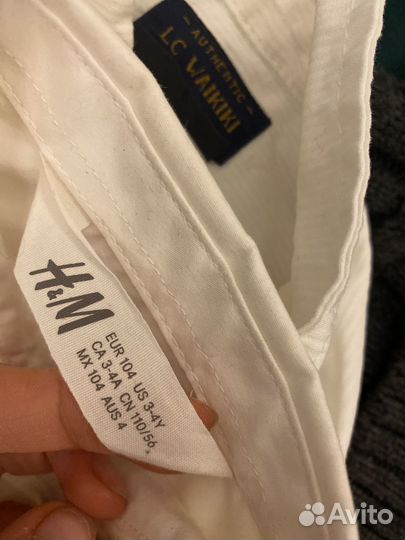 AUTHENTIC
LC WAIKIKI
H&M
EUR 104 US 3-4Y
CA 3-4A CN 110/56
MX 104 AUS 4
Avito